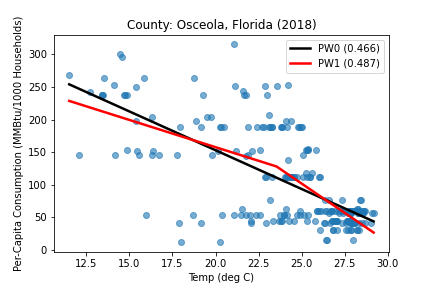 County: Osceola, Florida (2018)
PW0 (0.466)
PW1 (0.487)
Per-Capita Consumption (MMBtu/1000 Households)
300
250
200
150
100
50
0
12.5 15.0 17.5 20.0 22.5 25.0 27.5 30.0
Temp (deg C)